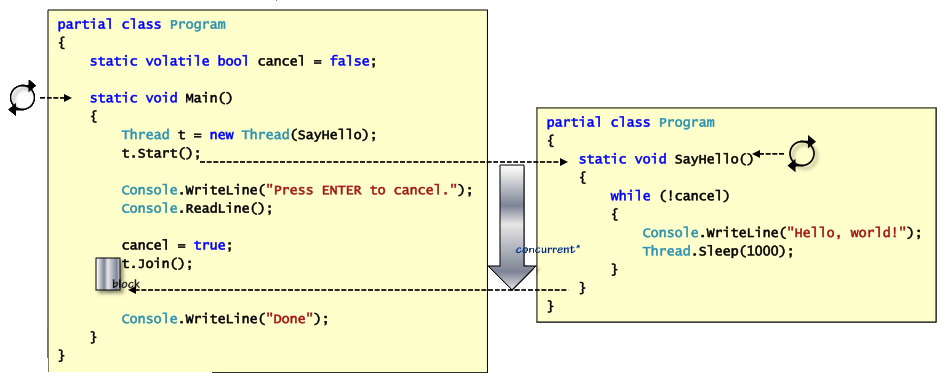 partial class Program
{
static volatile bool cancel = false;
static void Main()
{
Thread t = new Thread(SayHello);
t.Start();
Console.WriteLine("Press ENTER to cancel.");
Console.ReadLine();
cancel = true;
t.Join();
block
Console.WriteLine("Done");
}
}
concurrent*
partial class Program
{
static void SayHello()
{
while (!cancel)
{
Console.WriteLine("Hello, world!");
Thread.Sleep(1000);
}
}
}